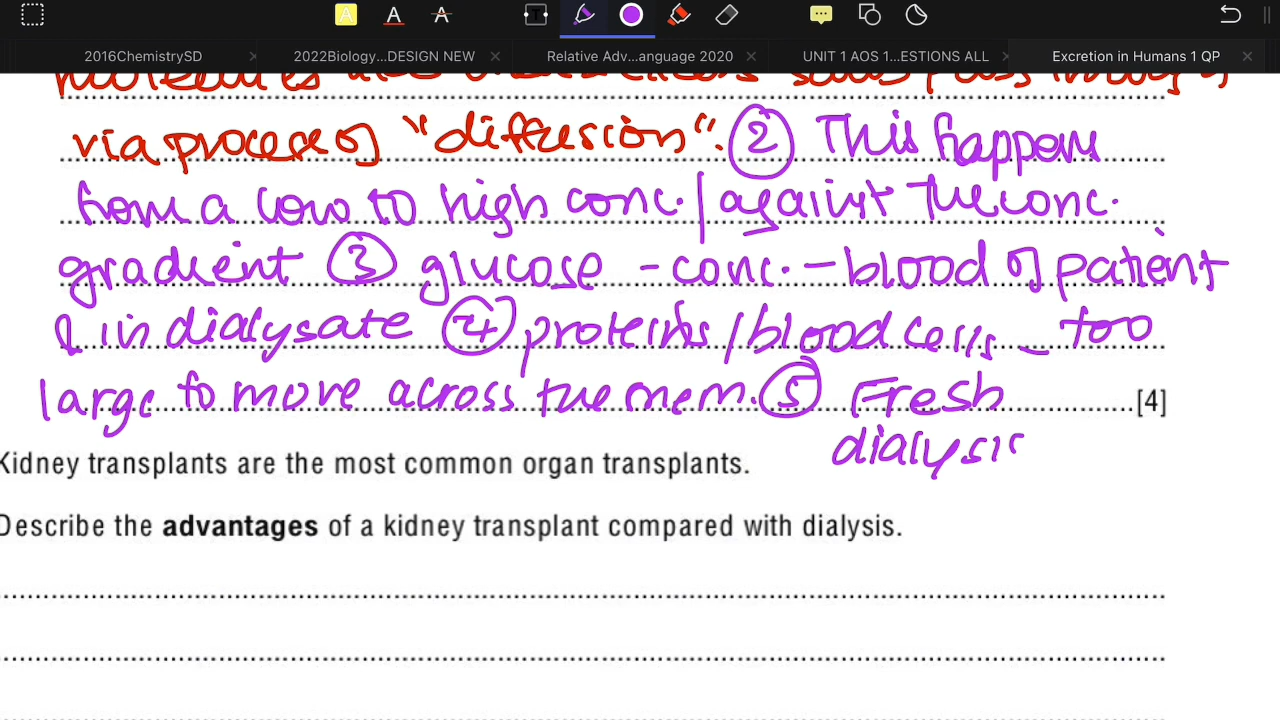 2016ChemistrySD
2022Biology...DESIGN NEW
Relative Adv...anguage 2020
UNIT 1 AOS 1...ESTIONS ALL
Excretion in Humans 1 QP
via process of "diffusion". ② This happens
from a low to high conc. / against the conc.
gradient ③ glucose - conc. - blood of patient
& in dialysate ④ proteins / blood cells - too
large to move across the mem. ⑤ Fresh
[4]
dialysis
Kidney transplants are the most common organ transplants.
Describe the advantages of a kidney transplant compared with dialysis.